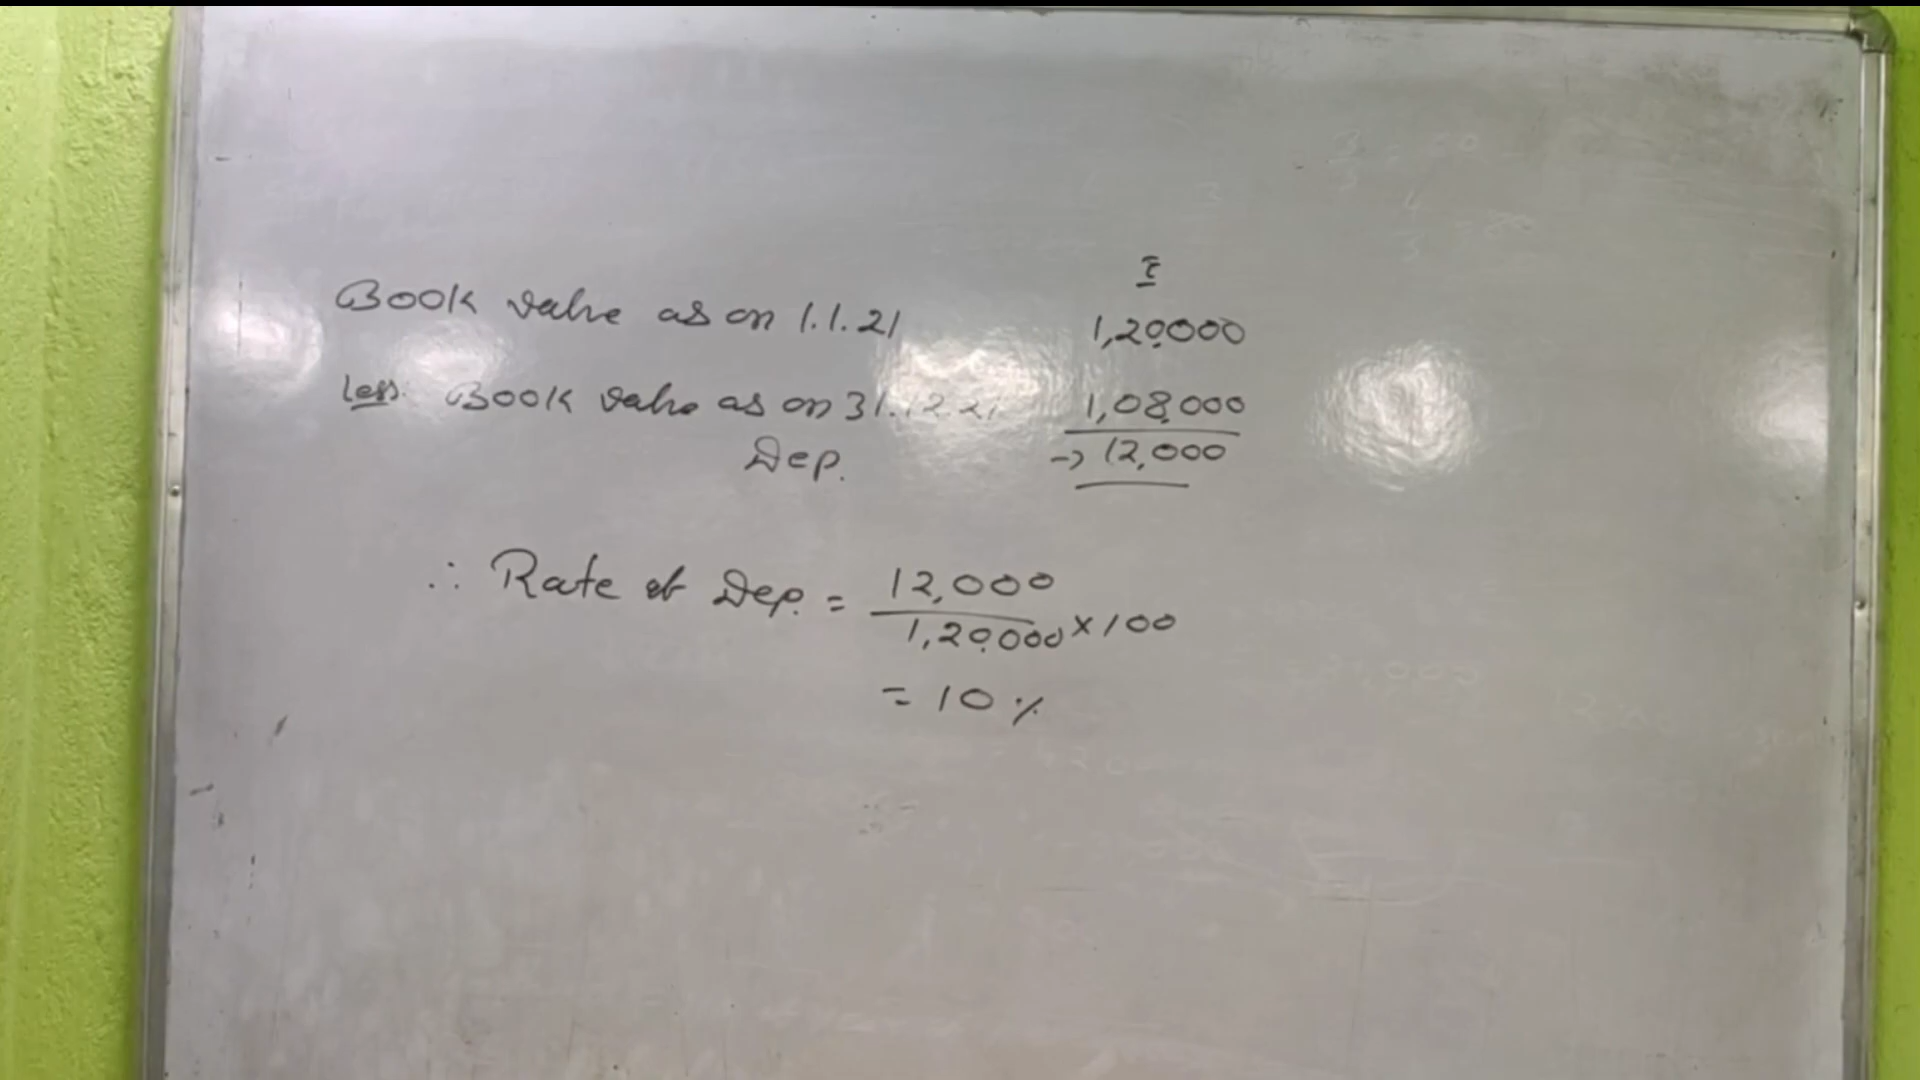 ₹
Book value as on 1.1.21 1,20,000
Less: Book value as on 31.12.21 1,08,000
Dep. → 12,000
∴ Rate of Dep. = 12,000
1,20,000 × 100
= 10 %